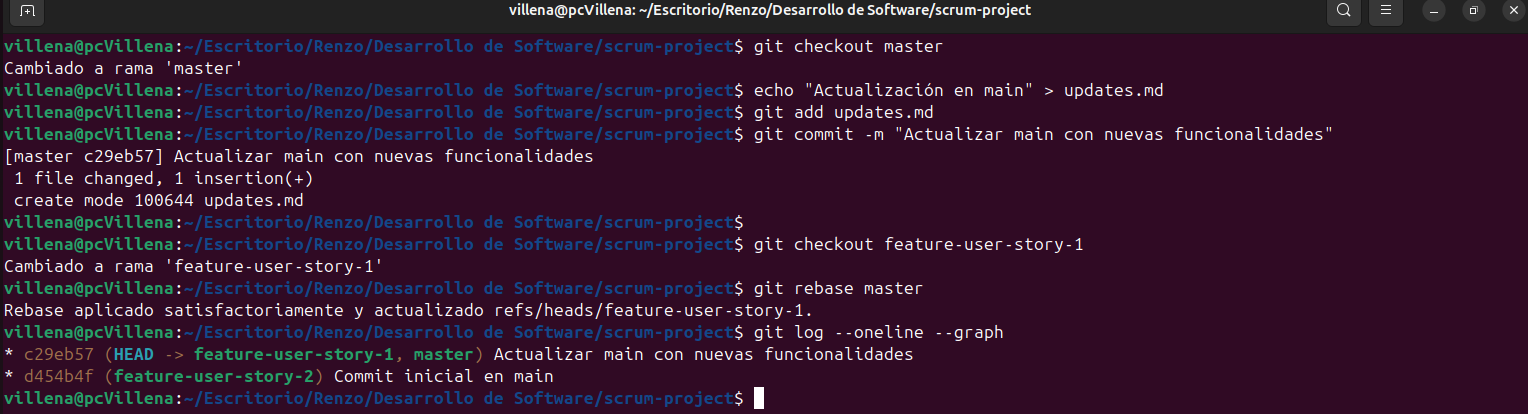 villena@pcVillena: ~/Escritorio/Renzo/Desarrollo de Software/scrum-project
villena@pcVillena:~/Escritorio/Renzo/Desarrollo de Software/scrum-project$ git checkout master
Cambiado a rama 'master'
villena@pcVillena:~/Escritorio/Renzo/Desarrollo de Software/scrum-project$ echo "Actualización en main" > updates.md
villena@pcVillena:~/Escritorio/Renzo/Desarrollo de Software/scrum-project$ git add updates.md
villena@pcVillena:~/Escritorio/Renzo/Desarrollo de Software/scrum-project$ git commit -m "Actualizar main con nuevas funcionalidades"
[master c29eb57] Actualizar main con nuevas funcionalidades
 1 file changed, 1 insertion(+)
 create mode 100644 updates.md
villena@pcVillena:~/Escritorio/Renzo/Desarrollo de Software/scrum-project$
villena@pcVillena:~/Escritorio/Renzo/Desarrollo de Software/scrum-project$ git checkout feature-user-story-1
Cambiado a rama 'feature-user-story-1'
villena@pcVillena:~/Escritorio/Renzo/Desarrollo de Software/scrum-project$ git rebase master
Rebase aplicado satisfactoriamente y actualizado refs/heads/feature-user-story-1.
villena@pcVillena:~/Escritorio/Renzo/Desarrollo de Software/scrum-project$ git log --oneline --graph
* c29eb57 (HEAD -> feature-user-story-1, master) Actualizar main con nuevas funcionalidades
* d454b4f (feature-user-story-2) Commit inicial en main
villena@pcVillena:~/Escritorio/Renzo/Desarrollo de Software/scrum-project$